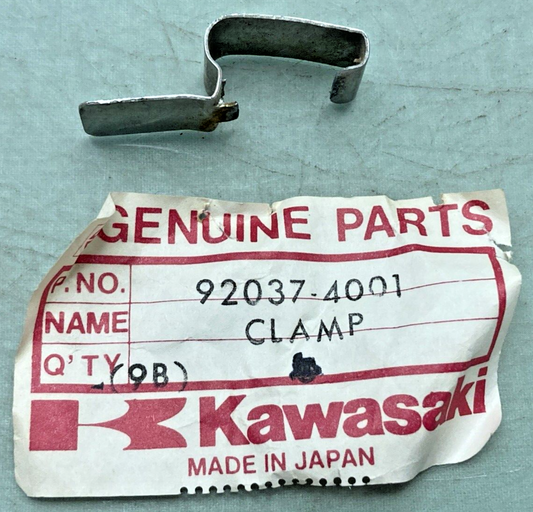 GENUINE PARTS
P.NO. 92037-4001
NAME CLAMP
Q'TY
(9B)
Kawasaki
MADE IN JAPAN